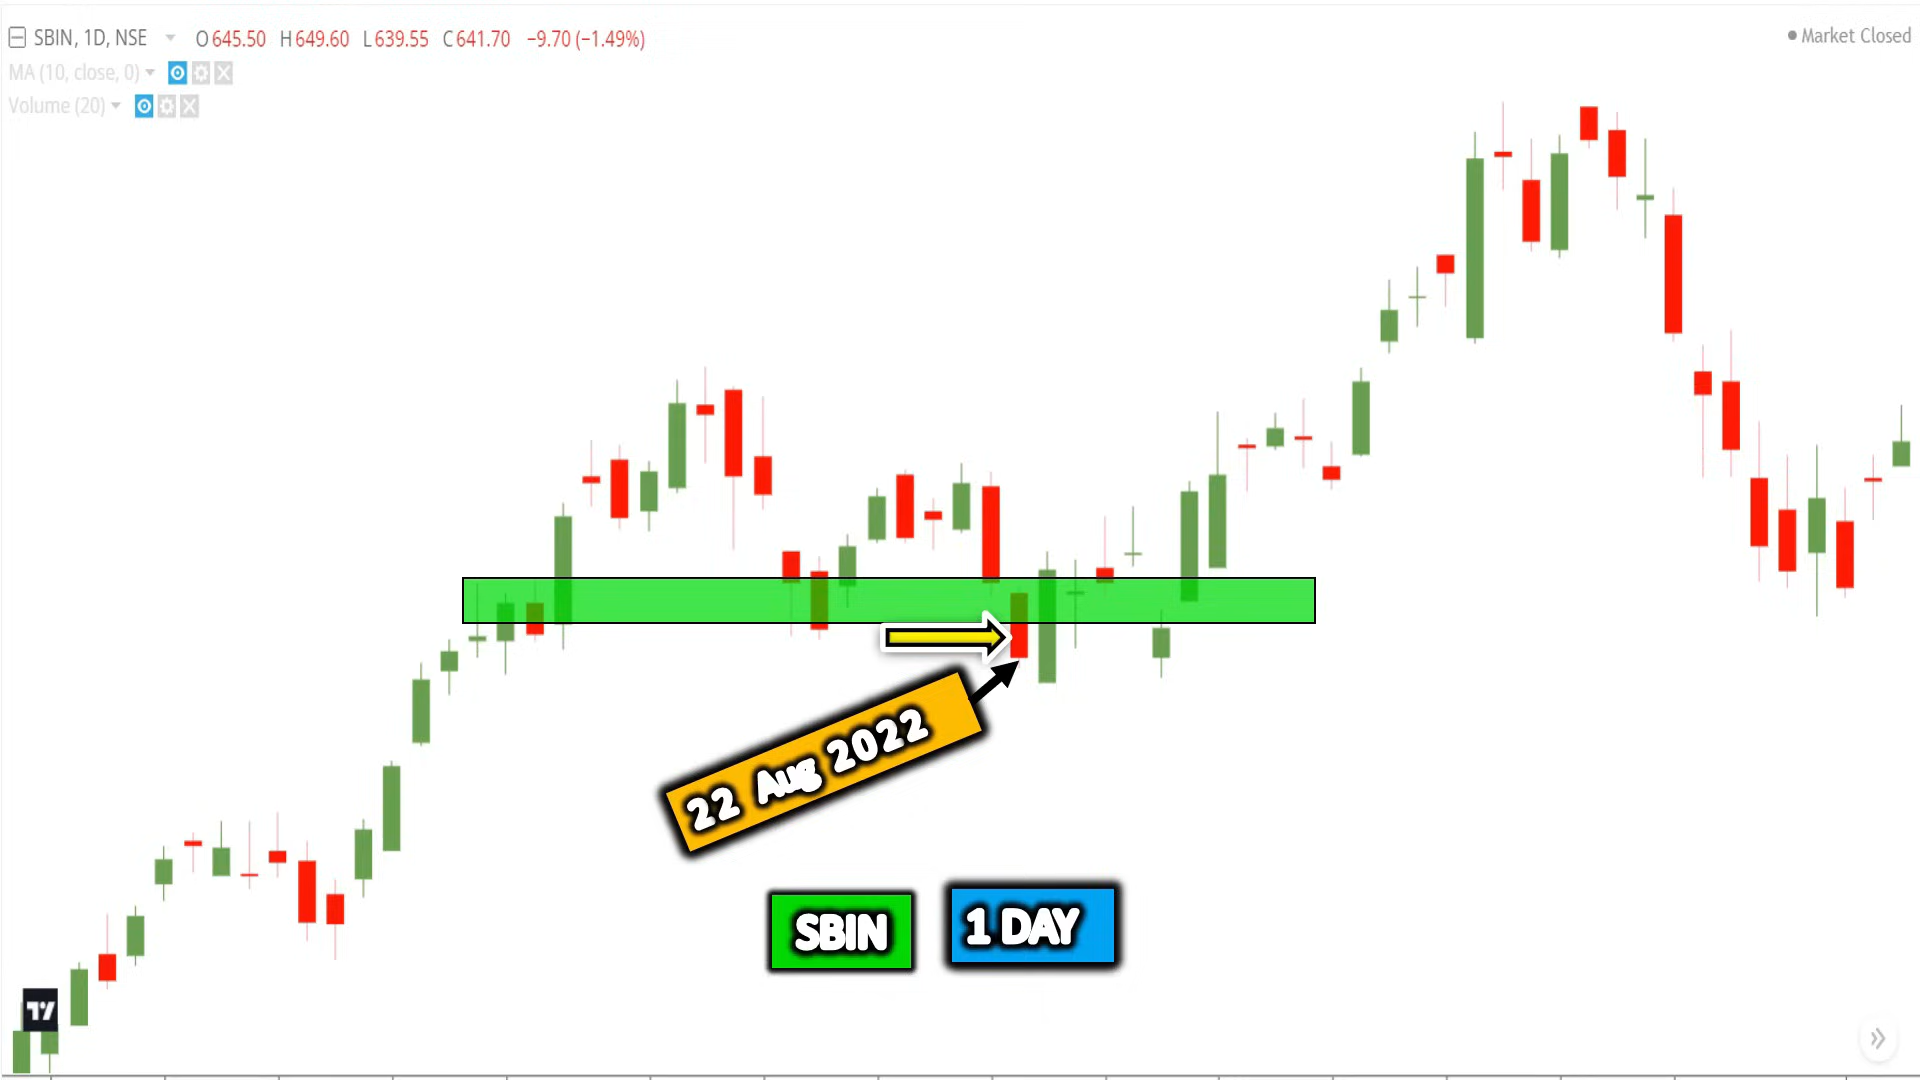 SBIN, 1D, NSE O645.50 H649.60 L639.55 C641.70 −9.70 (−1.49%)
Market Closed
MA (10, close, 0)
Volume (20)
22 Aug 2022
SBIN
1 DAY